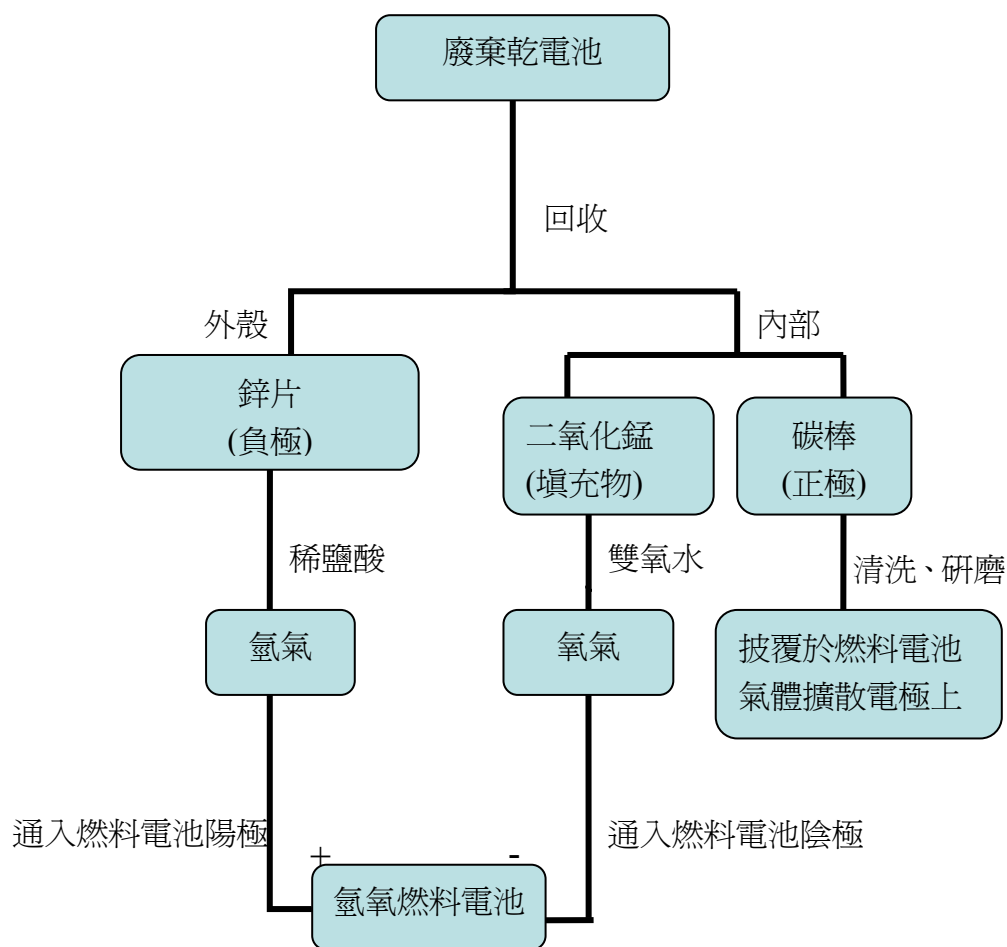 廢棄乾電池
回收
外殼
內部
鋅片
(負極)
二氧化錳
(填充物)
碳棒
(正極)
稀鹽酸
雙氧水
清洗、研磨
氫氣
氧氣
披覆於燃料電池
氣體擴散電極上
通入燃料電池陽極
通入燃料電池陰極
+
-
氫氧燃料電池